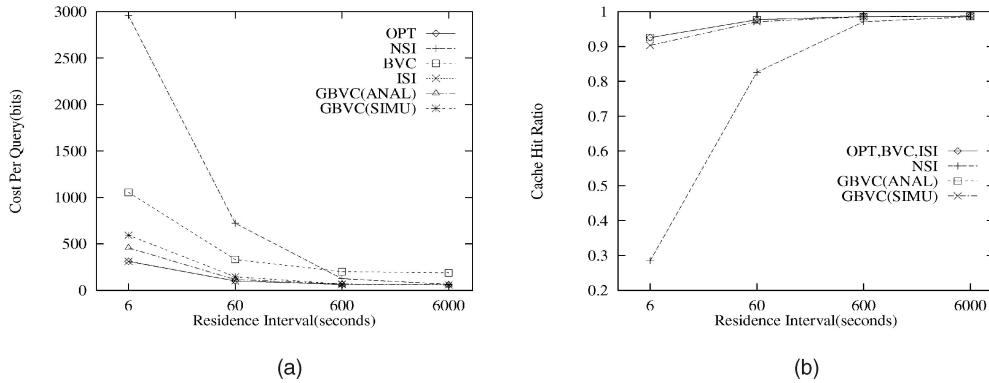 3000
2500
2000
1500
1000
500
0
Cost Per Query(bits)
OPT
NSI
BVC
ISI
GBVC(ANAL)
GBVC(SIMU)
6
60
600
6000
Residence Interval(seconds)
(a)
1
0.9
0.8
0.7
0.6
0.5
0.4
0.3
0.2
Cache Hit Ratio
OPT,BVC,ISI
NSI
GBVC(ANAL)
GBVC(SIMU)
6
60
600
6000
Residence Interval(seconds)
(b)